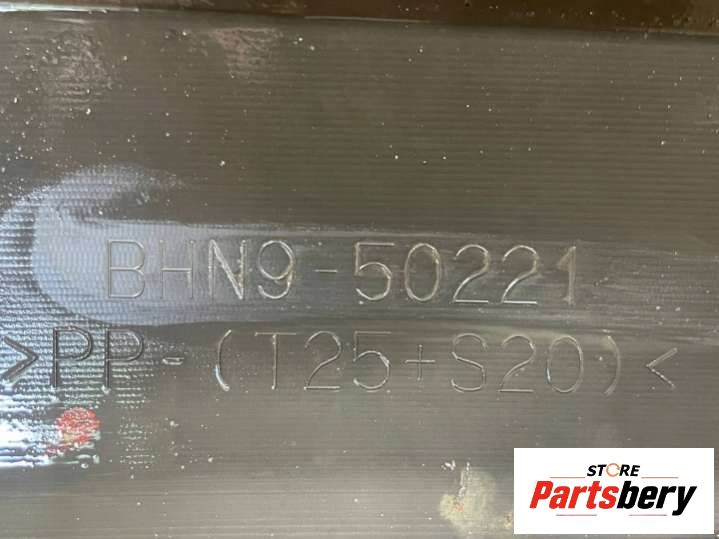 BHN9-50221
>PP-(T25+S20)<
STORE
Partsbery